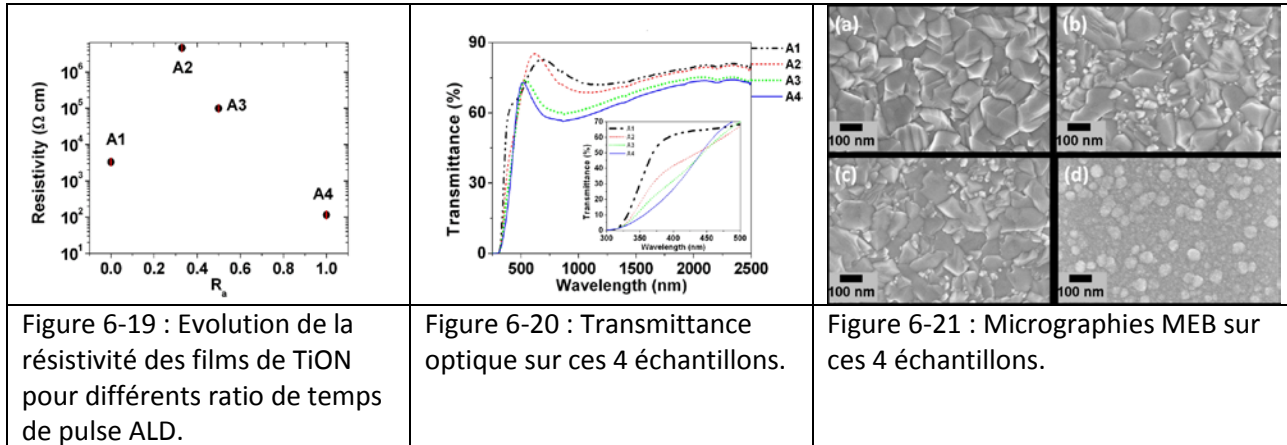 10⁶
10⁵
10⁴
10³
10²
10¹
Resistivity (Ω cm)
A1
A2
A3
A4
0.0 0.2 0.4 0.6 0.8 1.0
Rₐ
90
60
30
0
Transmittance (%)
A1
A2
A3
A4
70
60
50
40
30
20
10
0
Transmittance (%)
A1
A2
A3
A4
300 350 400 450 500
Wavelength (nm)
500 1000 1500 2000 2500
Wavelength (nm)
(a)
100 nm
(b)
100 nm
(c)
100 nm
(d)
100 nm
Figure 6-19 : Evolution de la
résistivité des films de TiON
pour différents ratio de temps
de pulse ALD.
Figure 6-20 : Transmittance
optique sur ces 4 échantillons.
Figure 6-21 : Micrographies MEB sur
ces 4 échantillons.